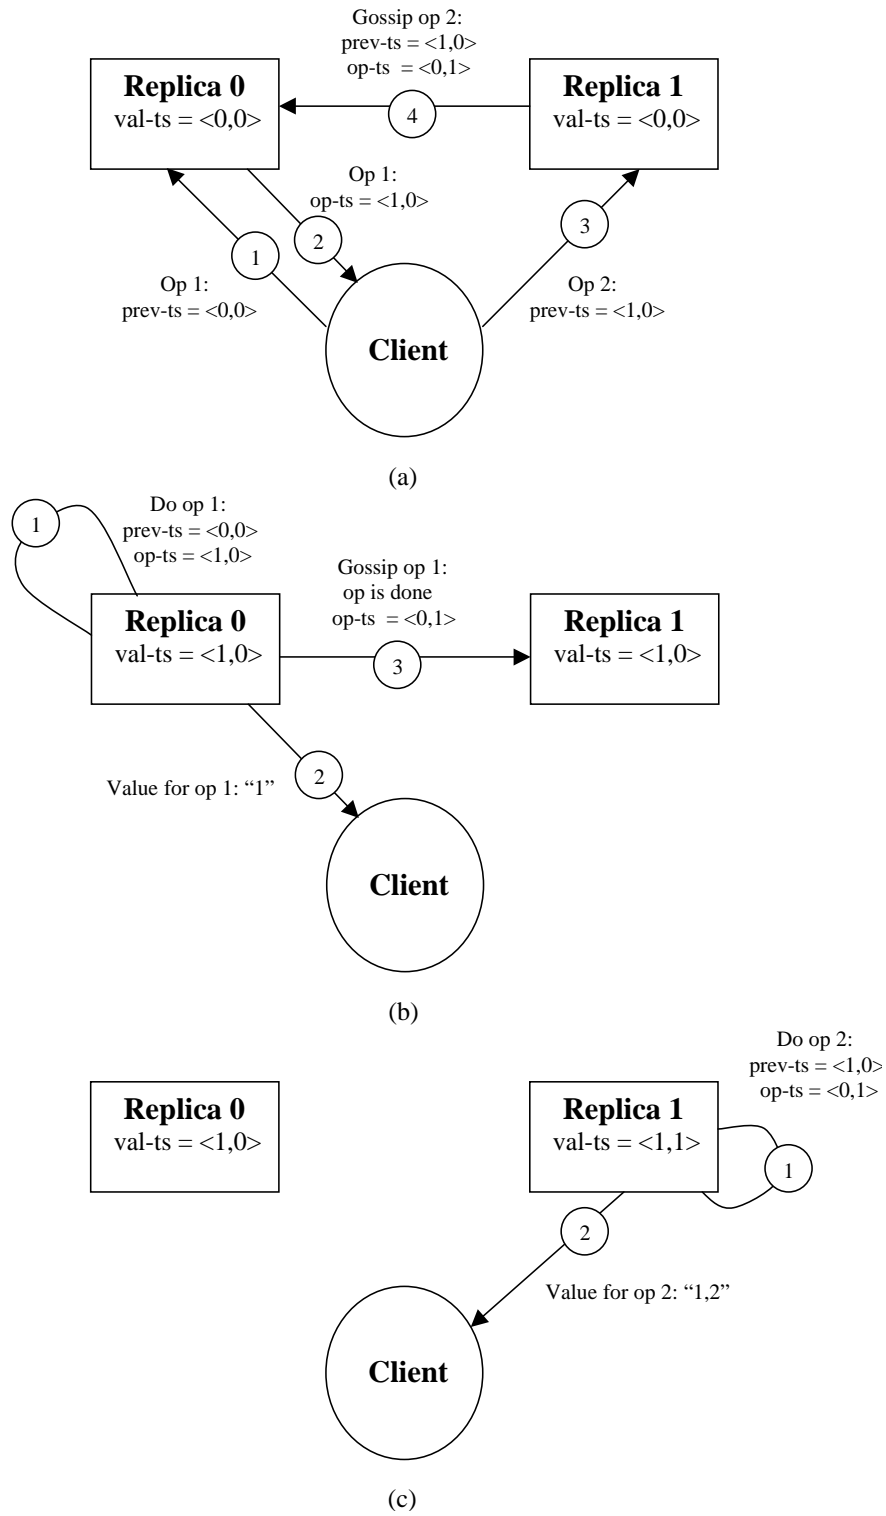 Gossip op 2:
prev-ts = <1,0>
op-ts = <0,1>
Replica 0
val-ts = <0,0>
Replica 1
val-ts = <0,0>
4
Op 1:
op-ts = <1,0>
3
2
1
Op 1:
prev-ts = <0,0>
Op 2:
prev-ts = <1,0>
Client
(a)
1
Do op 1:
prev-ts = <0,0>
op-ts = <1,0>
Gossip op 1:
op is done
op-ts = <0,1>
Replica 0
val-ts = <1,0>
Replica 1
val-ts = <1,0>
3
2
Value for op 1: “1”
Client
(b)
Do op 2:
prev-ts = <1,0>
op-ts = <0,1>
Replica 0
val-ts = <1,0>
Replica 1
val-ts = <1,1>
1
2
Value for op 2: “1,2”
Client
(c)